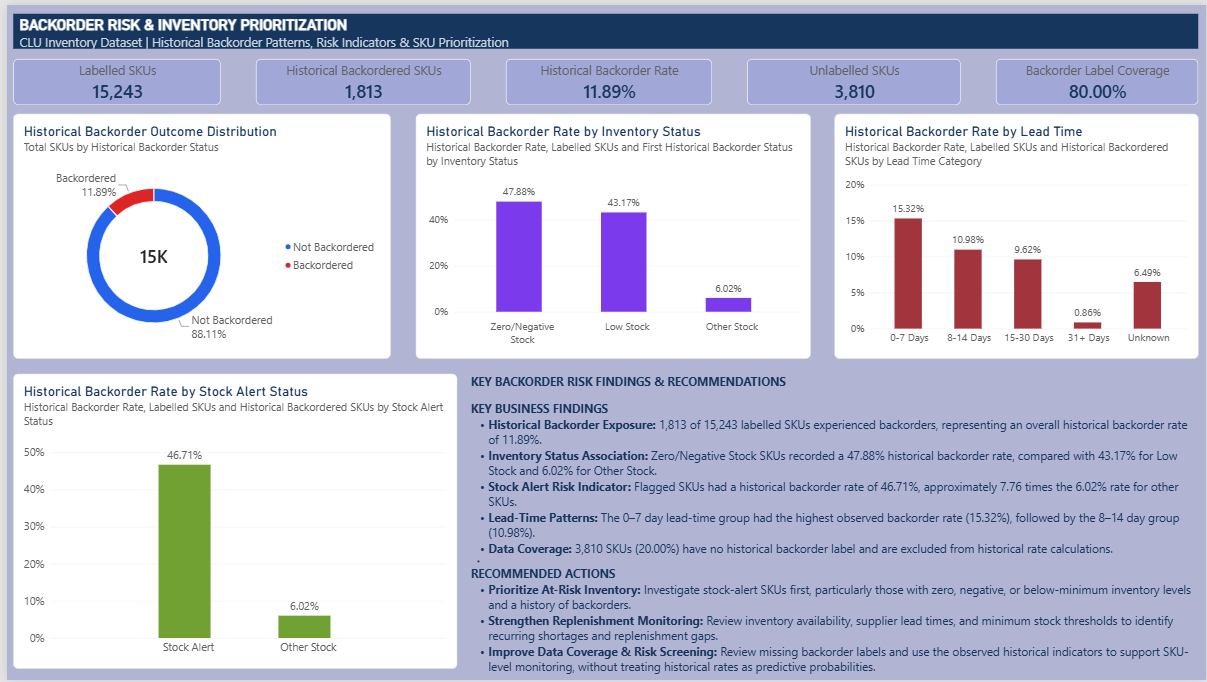 BACKORDER RISK & INVENTORY PRIORITIZATION
CLU Inventory Dataset | Historical Backorder Patterns, Risk Indicators & SKU Prioritization
Labelled SKUs
15,243
Historical Backordered SKUs
1,813
Historical Backorder Rate
11.89%
Unlabelled SKUs
3,810
Backorder Label Coverage
80.00%
Historical Backorder Outcome Distribution
Total SKUs by Historical Backorder Status
Backordered
11.89%
15K
Not Backordered
88.11%
Not Backordered
Backordered
Historical Backorder Rate by Inventory Status
Historical Backorder Rate, Labelled SKUs and First Historical Backorder Status
by Inventory Status
40%
20%
0%
47.88%
43.17%
6.02%
Zero/Negative
Stock
Low Stock
Other Stock
Historical Backorder Rate by Lead Time
Historical Backorder Rate, Labelled SKUs and Historical Backordered
SKUs by Lead Time Category
20%
15%
10%
5%
0%
15.32%
10.98%
9.62%
0.86%
6.49%
0-7 Days
8-14 Days
15-30 Days
31+ Days
Unknown
Historical Backorder Rate by Stock Alert Status
Historical Backorder Rate, Labelled SKUs and Historical Backordered SKUs by Stock Alert
Status
50%
40%
30%
20%
10%
0%
46.71%
6.02%
Stock Alert
Other Stock
KEY BACKORDER RISK FINDINGS & RECOMMENDATIONS
KEY BUSINESS FINDINGS
• Historical Backorder Exposure: 1,813 of 15,243 labelled SKUs experienced backorders, representing an overall historical backorder rate
of 11.89%.
• Inventory Status Association: Zero/Negative Stock SKUs recorded a 47.88% historical backorder rate, compared with 43.17% for Low
Stock and 6.02% for Other Stock.
• Stock Alert Risk Indicator: Flagged SKUs had a historical backorder rate of 46.71%, approximately 7.76 times the 6.02% rate for other
SKUs.
• Lead-Time Patterns: The 0–7 day lead-time group had the highest observed backorder rate (15.32%), followed by the 8–14 day group
(10.98%).
• Data Coverage: 3,810 SKUs (20.00%) have no historical backorder label and are excluded from historical rate calculations.
•
RECOMMENDED ACTIONS
• Prioritize At-Risk Inventory: Investigate stock-alert SKUs first, particularly those with zero, negative, or below-minimum inventory levels
and a history of backorders.
• Strengthen Replenishment Monitoring: Review inventory availability, supplier lead times, and minimum stock thresholds to identify
recurring shortages and replenishment gaps.
• Improve Data Coverage & Risk Screening: Review missing backorder labels and use the observed historical indicators to support SKU-
level monitoring, without treating historical rates as predictive probabilities.